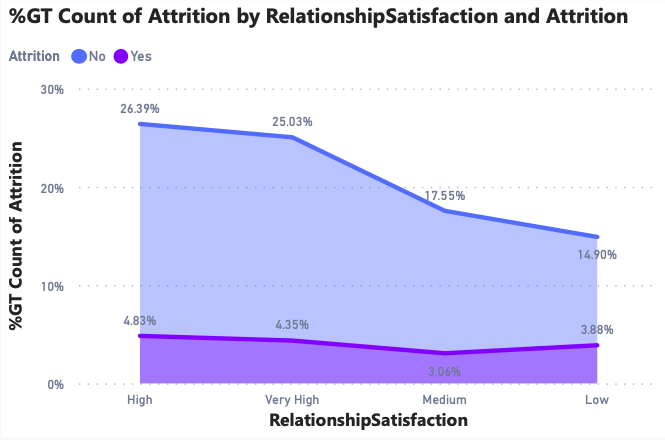 %GT Count of Attrition by RelationshipSatisfaction and Attrition
Attrition No Yes
30%
26.39%
25.03%
20%
17.55%
14.90%
10%
4.83%
4.35%
3.88%
3.06%
0%
High Very High Medium Low
RelationshipSatisfaction
%GT Count of Attrition